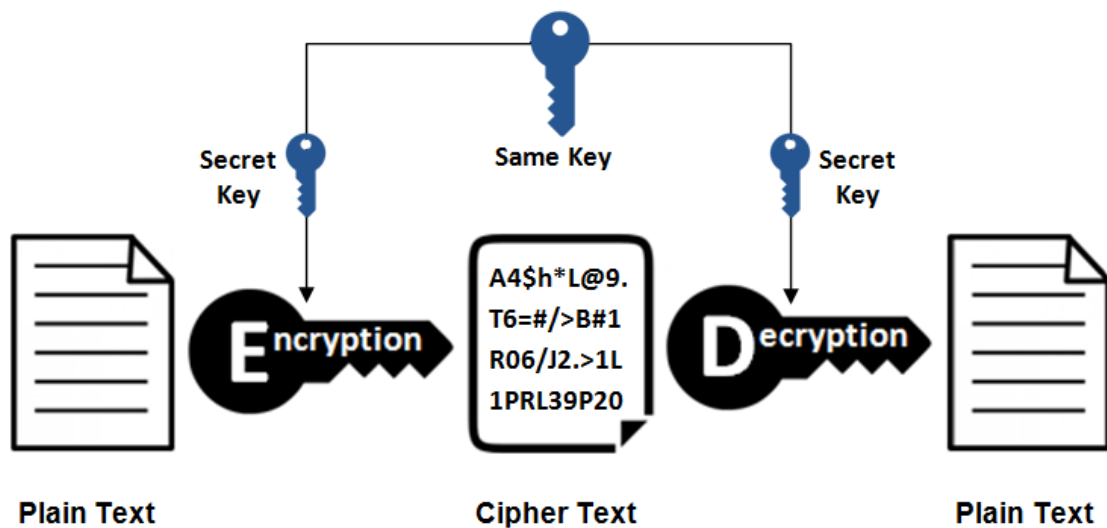 Secret
Key
Same Key
Secret
Key
Encryption
A4$h*L@9.
T6=#/>B#1
R06/J2.>1L
1PRL39P20
Decryption
Plain Text
Cipher Text
Plain Text